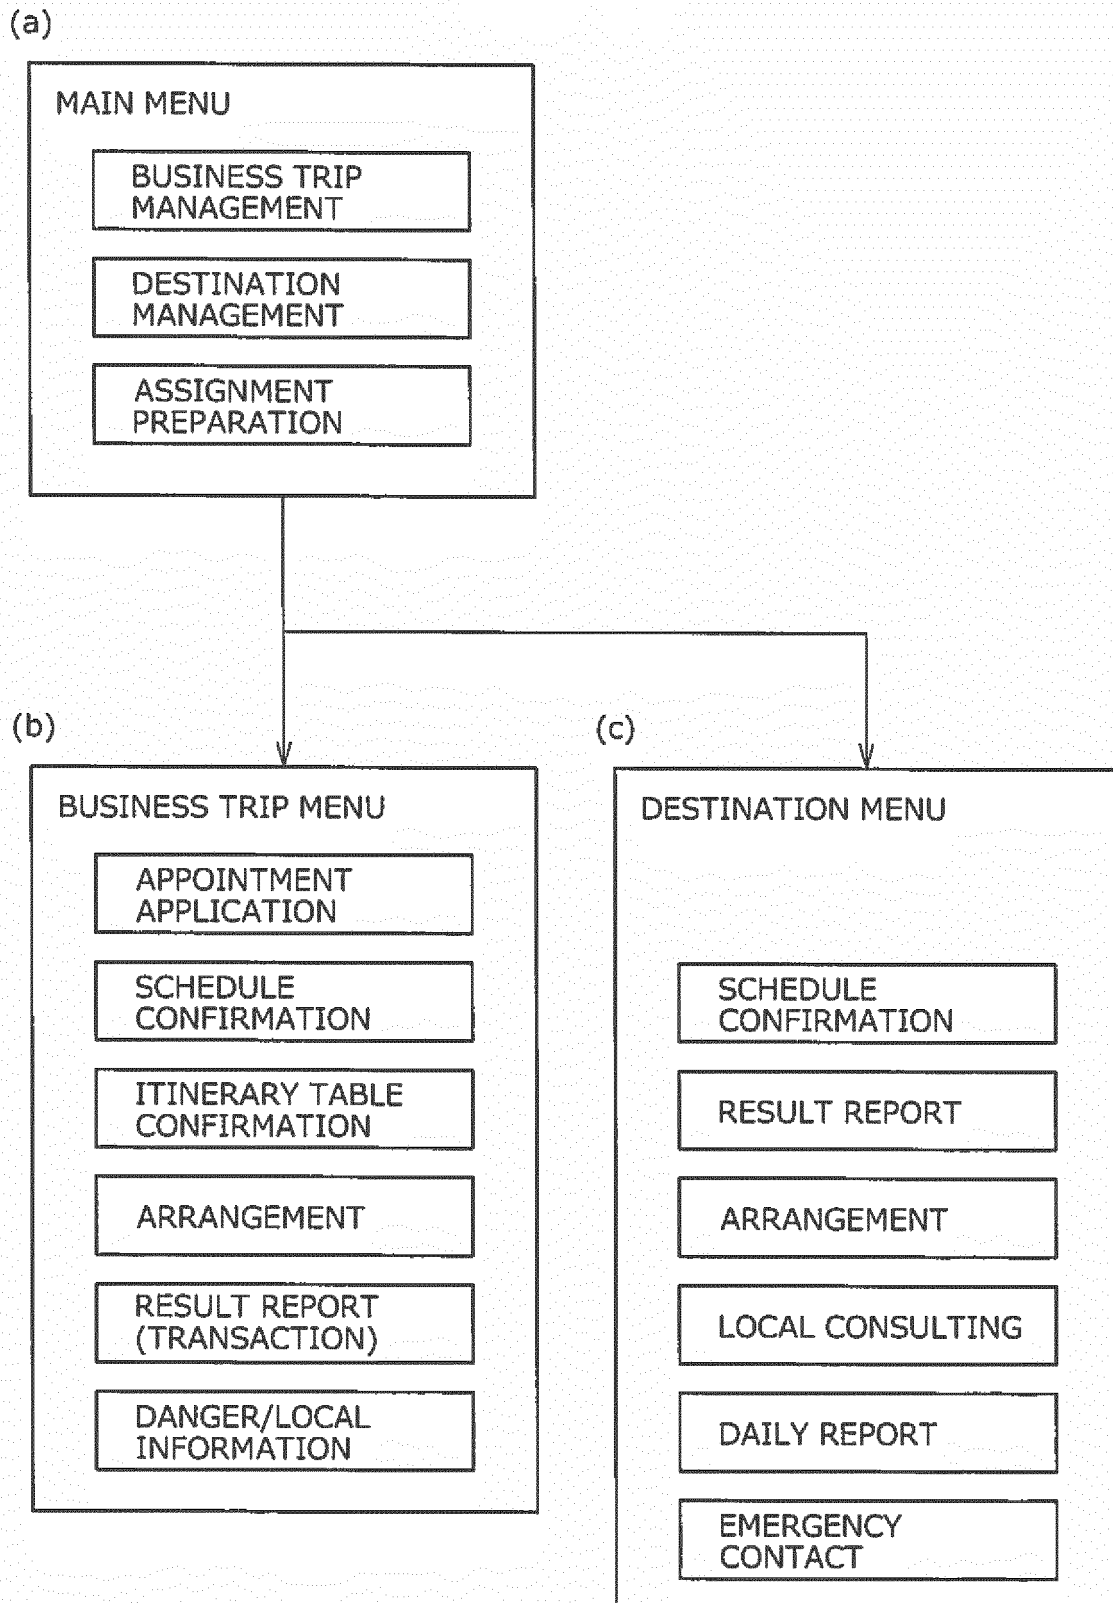 (a)
MAIN MENU
BUSINESS TRIP
MANAGEMENT
DESTINATION
MANAGEMENT
ASSIGNMENT
PREPARATION
(b)
BUSINESS TRIP MENU
APPOINTMENT
APPLICATION
SCHEDULE
CONFIRMATION
ITINERARY TABLE
CONFIRMATION
ARRANGEMENT
RESULT REPORT
(TRANSACTION)
DANGER/LOCAL
INFORMATION
(c)
DESTINATION MENU
SCHEDULE
CONFIRMATION
RESULT REPORT
ARRANGEMENT
LOCAL CONSULTING
DAILY REPORT
EMERGENCY
CONTACT